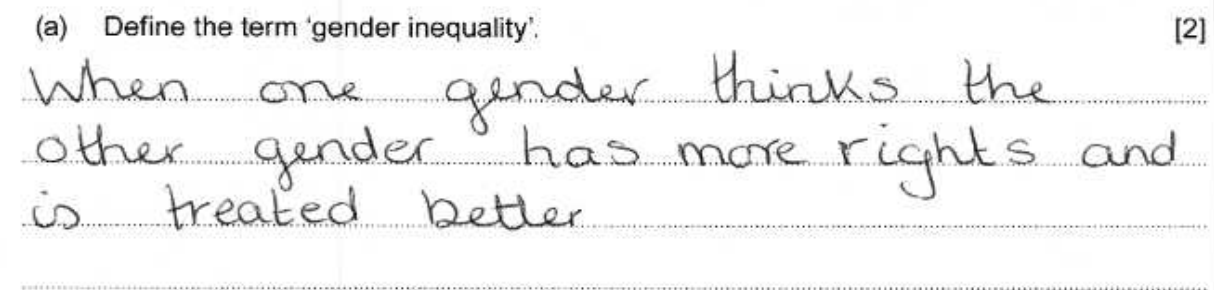 (a) Define the term 'gender inequality'. [2]
When one gender thinks the
other gender has more rights and
is treated better